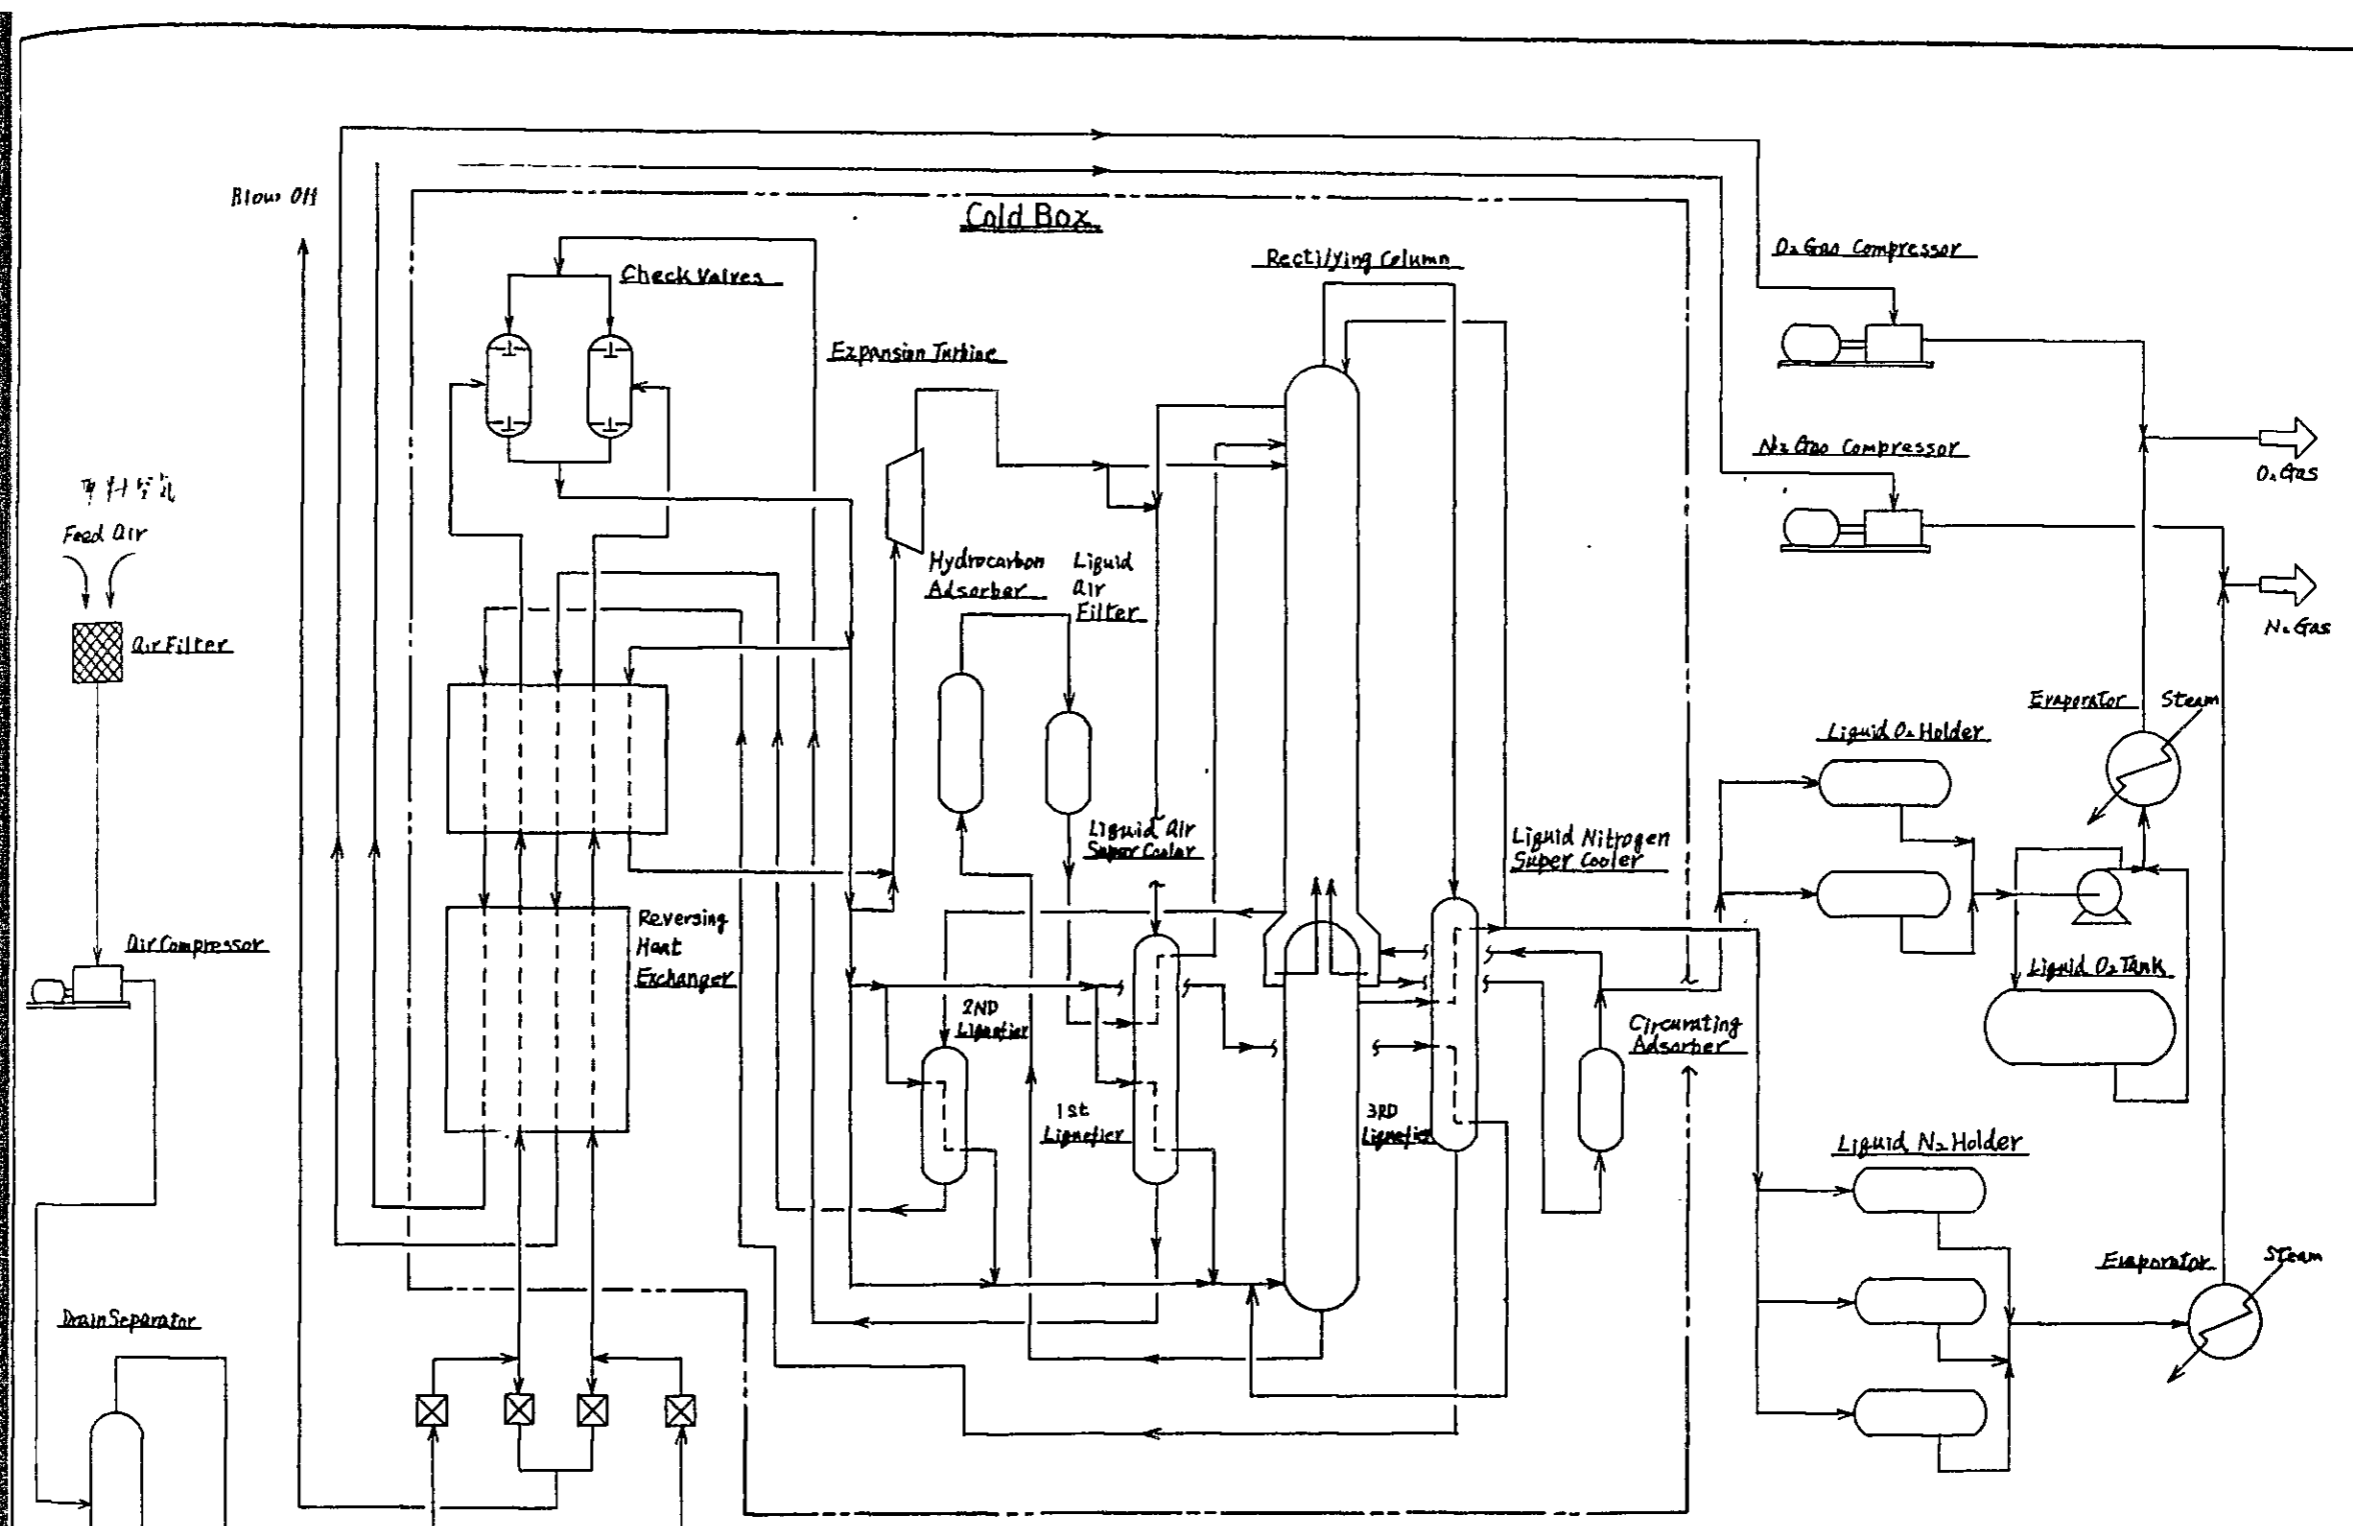 Cold Box
Blow Off
Check Valves
Rectifying Column
O₂ Gas Compressor
Expansion Turbine
N₂ Gas Compressor
O₂ Gas
Feed Air
Hydrocarbon
Adsorber
Liquid
Air
Filter
N₂ Gas
Air Filter
Evaporator
Steam
Liquid O₂ Holder
Liquid Air
Super Cooler
Liquid Nitrogen
Super Cooler
Reversing
Heat
Exchanger
Air Compressor
Liquid O₂ Tank
2ND
Liquefier
Circurating
Adsorber
1st
Liquefier
3RD
Liquefier
Liquid N₂ Holder
Evaporator
Steam
Drain Separator